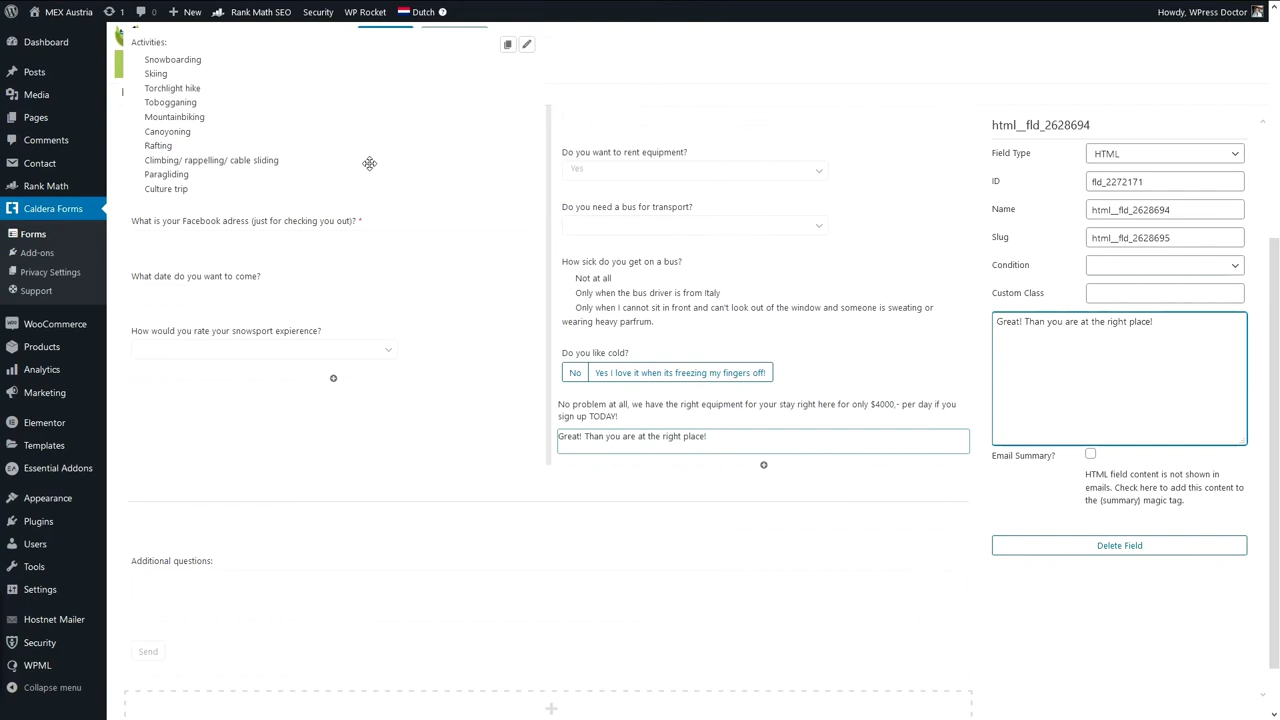 MEX Austria
1
0
New
Rank Math SEO
Security
WP Rocket
Dutch
Howdy, WPress Doctor
Dashboard
Posts
Media
Pages
Comments
Contact
Rank Math
Caldera Forms
Forms
Add-ons
Privacy Settings
Support
WooCommerce
Products
Analytics
Marketing
Elementor
Templates
Essential Addons
Appearance
Plugins
Users
Tools
Settings
Hostnet Mailer
Security
WPML
Collapse menu
Activities:
Snowboarding
Skiing
Torchlight hike
Tobogganing
Mountainbiking
Canoyoning
Rafting
Climbing/ rappelling/ cable sliding
Paragliding
Culture trip
What is your Facebook adress (just for checking you out)? *
What date do you want to come?
How would you rate your snowsport expierence?
Do you want to rent equipment?
Yes
Do you need a bus for transport?
How sick do you get on a bus?
Not at all
Only when the bus driver is from Italy
Only when I cannot sit in front and can't look out of the window and someone is sweating or
wearing heavy parfrum.
Do you like cold?
No
Yes I love it when its freezing my fingers off!
No problem at all, we have the right equipment for your stay right here for only $4000,- per day if you
sign up TODAY!
Great! Than you are at the right place!
Additional questions:
Send
html__fld_2628694
Field Type
HTML
ID
fld_2272171
Name
html__fld_2628694
Slug
html__fld_2628695
Condition
Custom Class
Great! Than you are at the right place!
Email Summary?
HTML field content is not shown in
emails. Check here to add this content to
the {summary} magic tag.
Delete Field